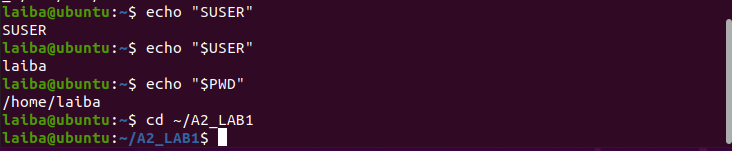 laiba@ubuntu:~$ echo "SUSER"
SUSER
laiba@ubuntu:~$ echo "$USER"
laiba
laiba@ubuntu:~$ echo "$PWD"
/home/laiba
laiba@ubuntu:~$ cd ~/A2_LAB1
laiba@ubuntu:~/A2_LAB1$